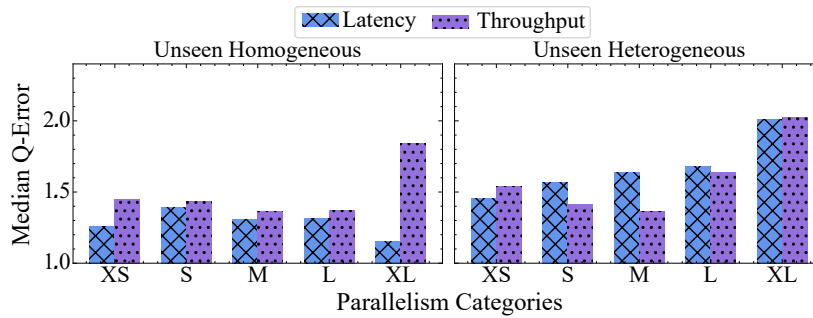 Latency Throughput
Unseen Homogeneous Unseen Heterogeneous
Median Q-Error
2.0
1.5
1.0
XS S M L XL XS S M L XL
Parallelism Categories